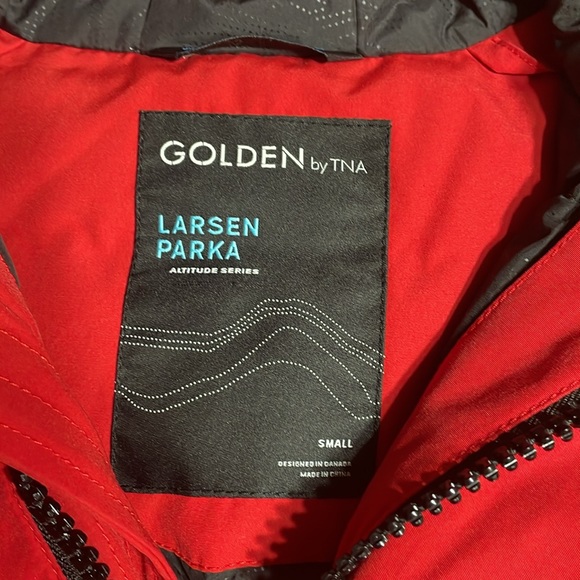 GOLDEN by TNA
LARSEN
PARKA
ALTITUDE SERIES
SMALL
DESIGNED IN CANADA
MADE IN CHINA